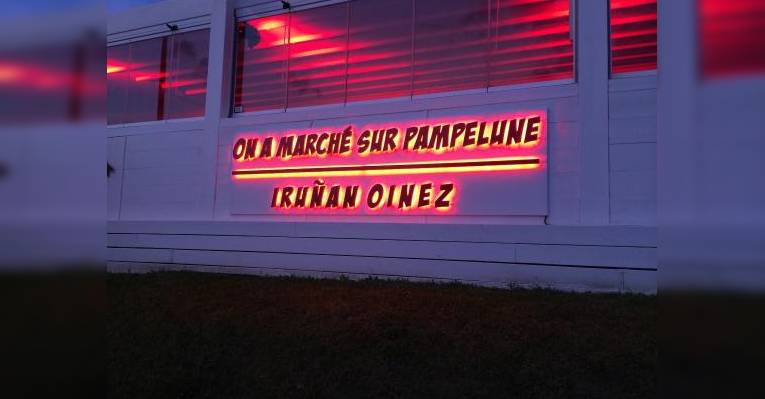 ON A MARCHÉ SUR PAMPELUNE
IRUÑAN OINEZ